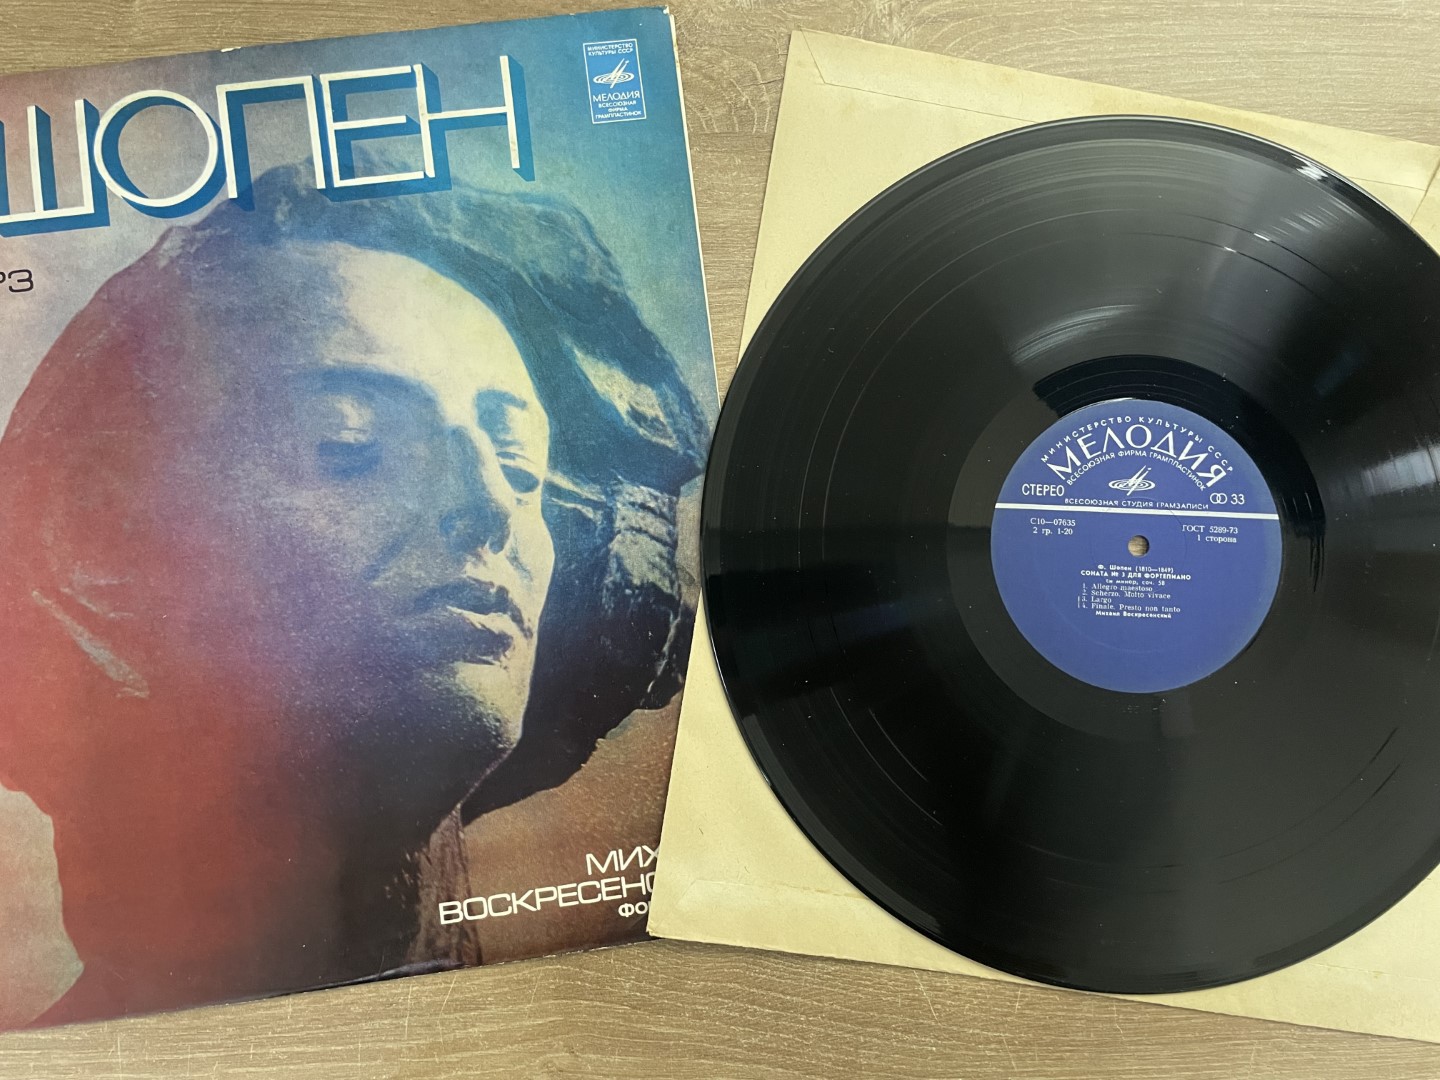 ШОПЕН
МИНИСТЕРСТВО
КУЛЬТУРЫ СССР
МЕЛОДИЯ
ВСЕСОЮЗНАЯ
ФИРМА
ГРАМПЛАСТИНОК
№3
ВОСКРЕСЕНС
МИНИСТЕРСТВО КУЛЬТУРЫ СССР
МЕЛОДИЯ
ВСЕСОЮЗНАЯ ФИРМА ГРАМПЛАСТИНОК
СТЕРЕО 33
ВСЕСОЮЗНАЯ СТУДИЯ ГРАМЗАПИСИ
С10—07635 ГОСТ 5289-73
2 гр. 1-20 1 сторона
Ф. Шопен (1810—1849)
СОНАТА № 3 ДЛЯ ФОРТЕПИАНО
си минор, соч. 58
1. Allegro maestoso
2. Scherzo. Molto vivace
3. Largo
4. Finale. Presto non tanto
Михаил Воскресенский